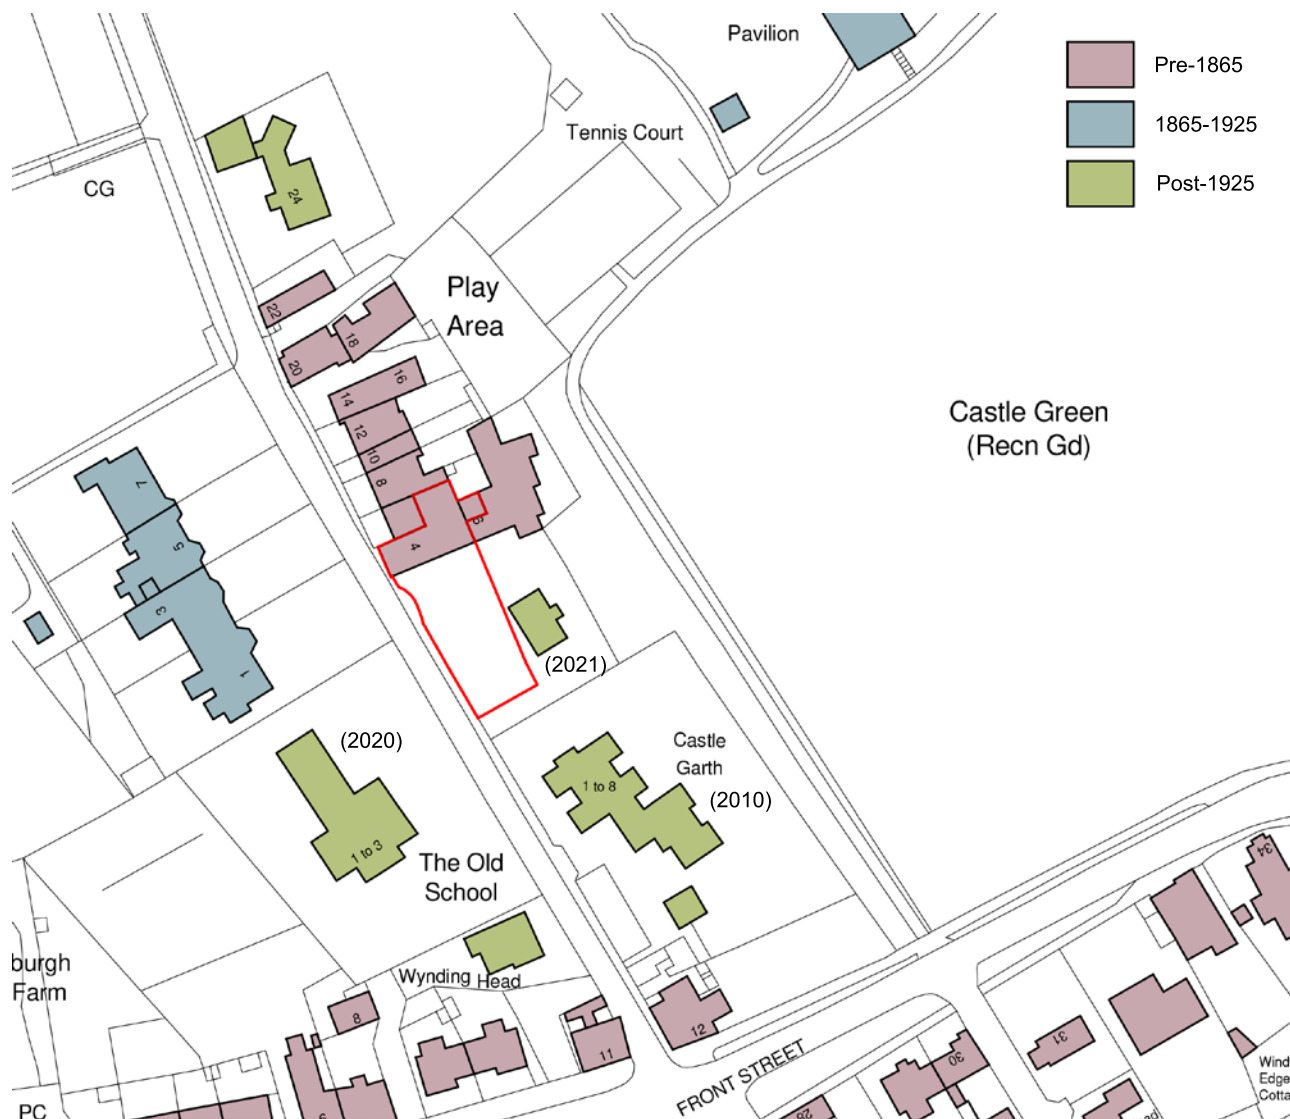 Pavilion
Pre-1865
1865-1925
Post-1925
Tennis Court
CG
24
Play
Area
22
18
20
16
14
12
10
8
6
4
Castle Green
(Recn Gd)
7
5
3
1
(2021)
(2020)
Castle
Garth
1 to 8
(2010)
1 to 3
The Old
School
34
burgh
Farm
Wynding Head
8
12
11
31
30
FRONT STREET
Wind
Edge
Cotta
PC
6
28